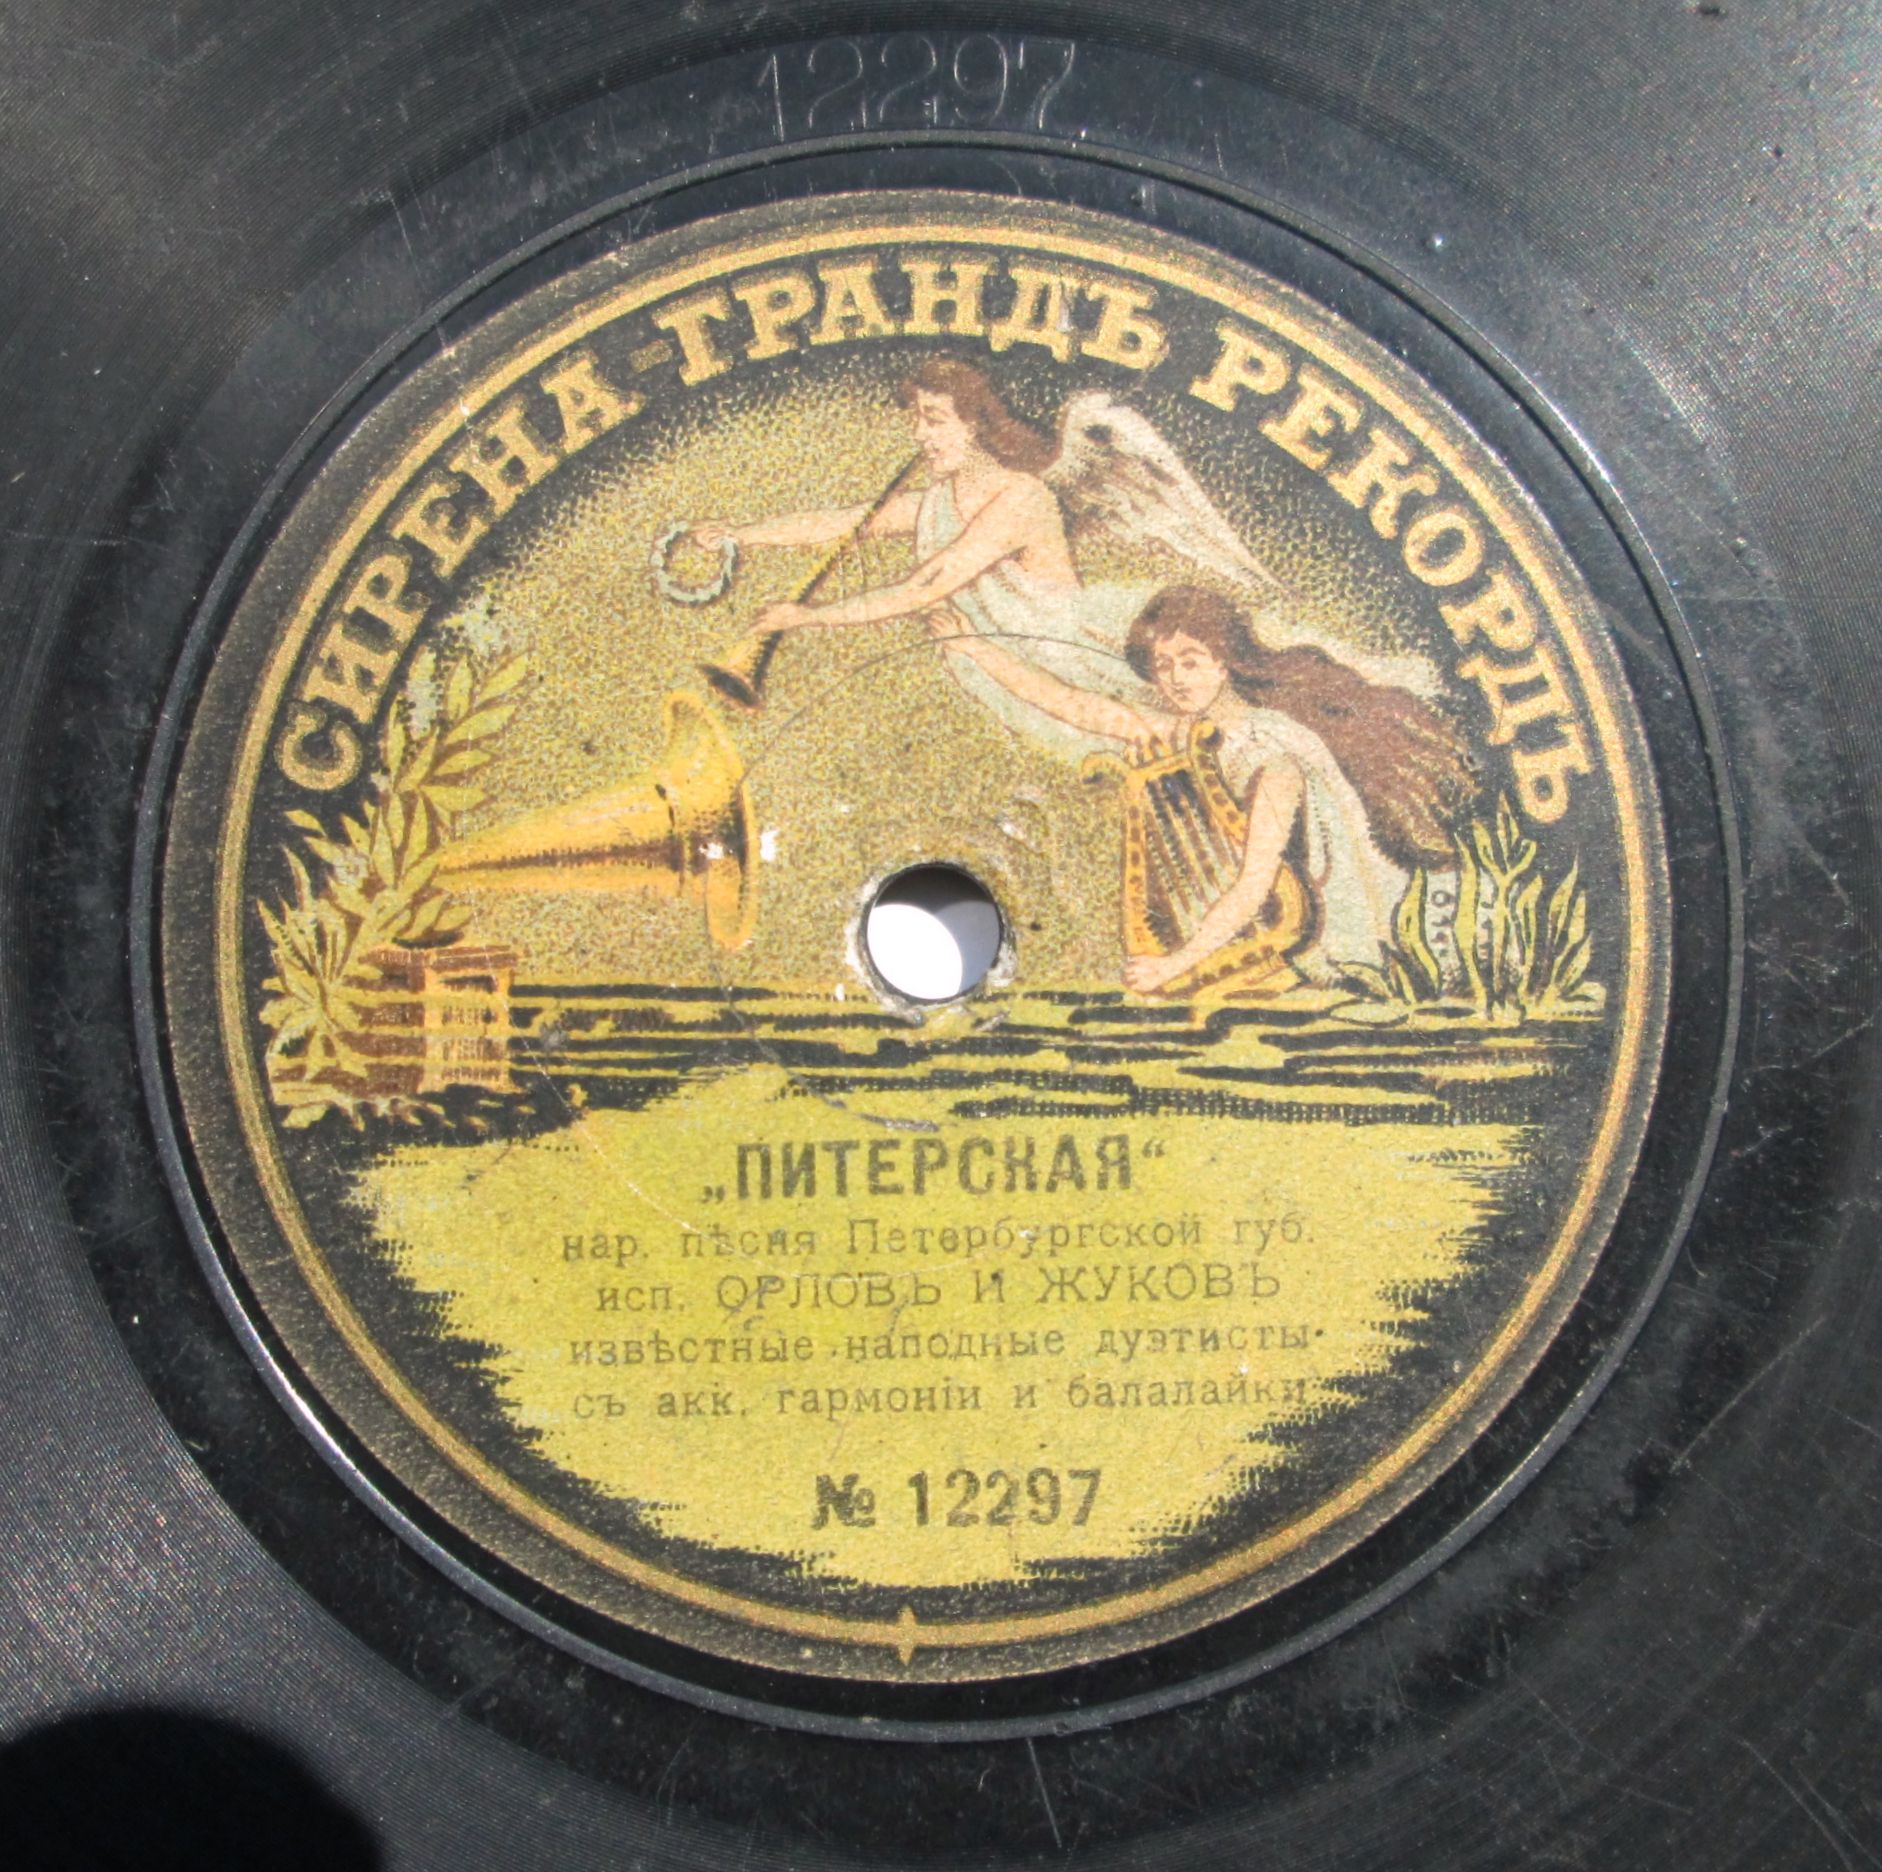 12297
СИРЕНА-ГРАНДЪ РЕКОРДЪ
„ПИТЕРСКАЯ“
нар. пѣсня Петербургской губ.
исп. ОРЛОВЪ И ЖУКОВЪ
извѣстные наподные дуэтисты
съ акк. гармоніи и балалайки
№ 12297